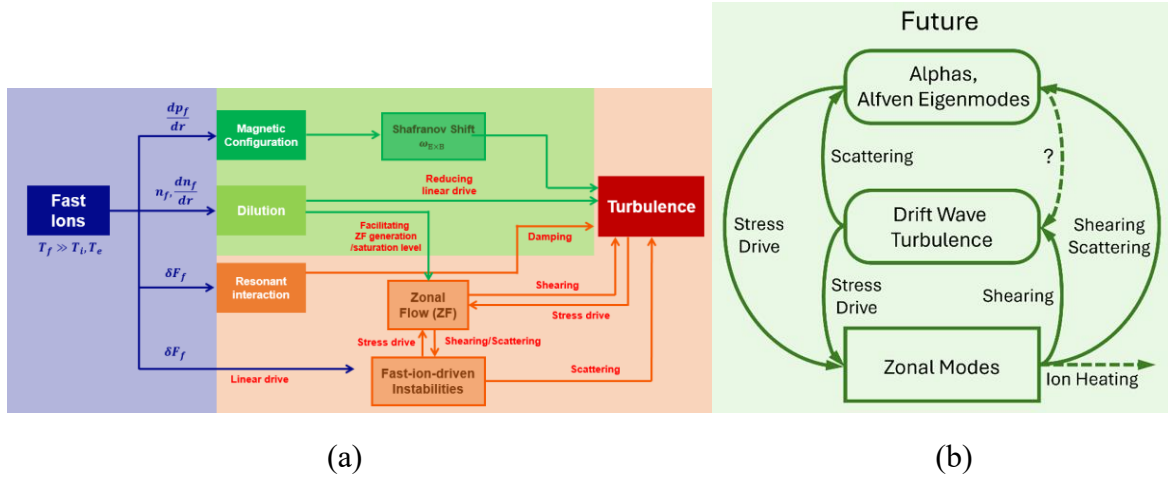 dp_f/dr
Magnetic
Configuration
Shafranov Shift
ω_{E×B}
Reducing
linear drive
Fast
Ions
n_f, dn_f/dr
Dilution
Turbulence
T_f ≫ T_i, T_e
Facilitating
ZF generation
/saturation level
Damping
δF_f
Resonant
interaction
Zonal
Flow (ZF)
Shearing
Stress drive
Stress drive
Shearing/Scattering
δF_f
Linear drive
Fast-ion-driven
Instabilities
Scattering
(a)
Future
Alphas,
Alfven Eigenmodes
Scattering
?
Stress
Drive
Drift Wave
Turbulence
Shearing
Scattering
Stress
Drive
Shearing
Zonal Modes
Ion Heating
(b)